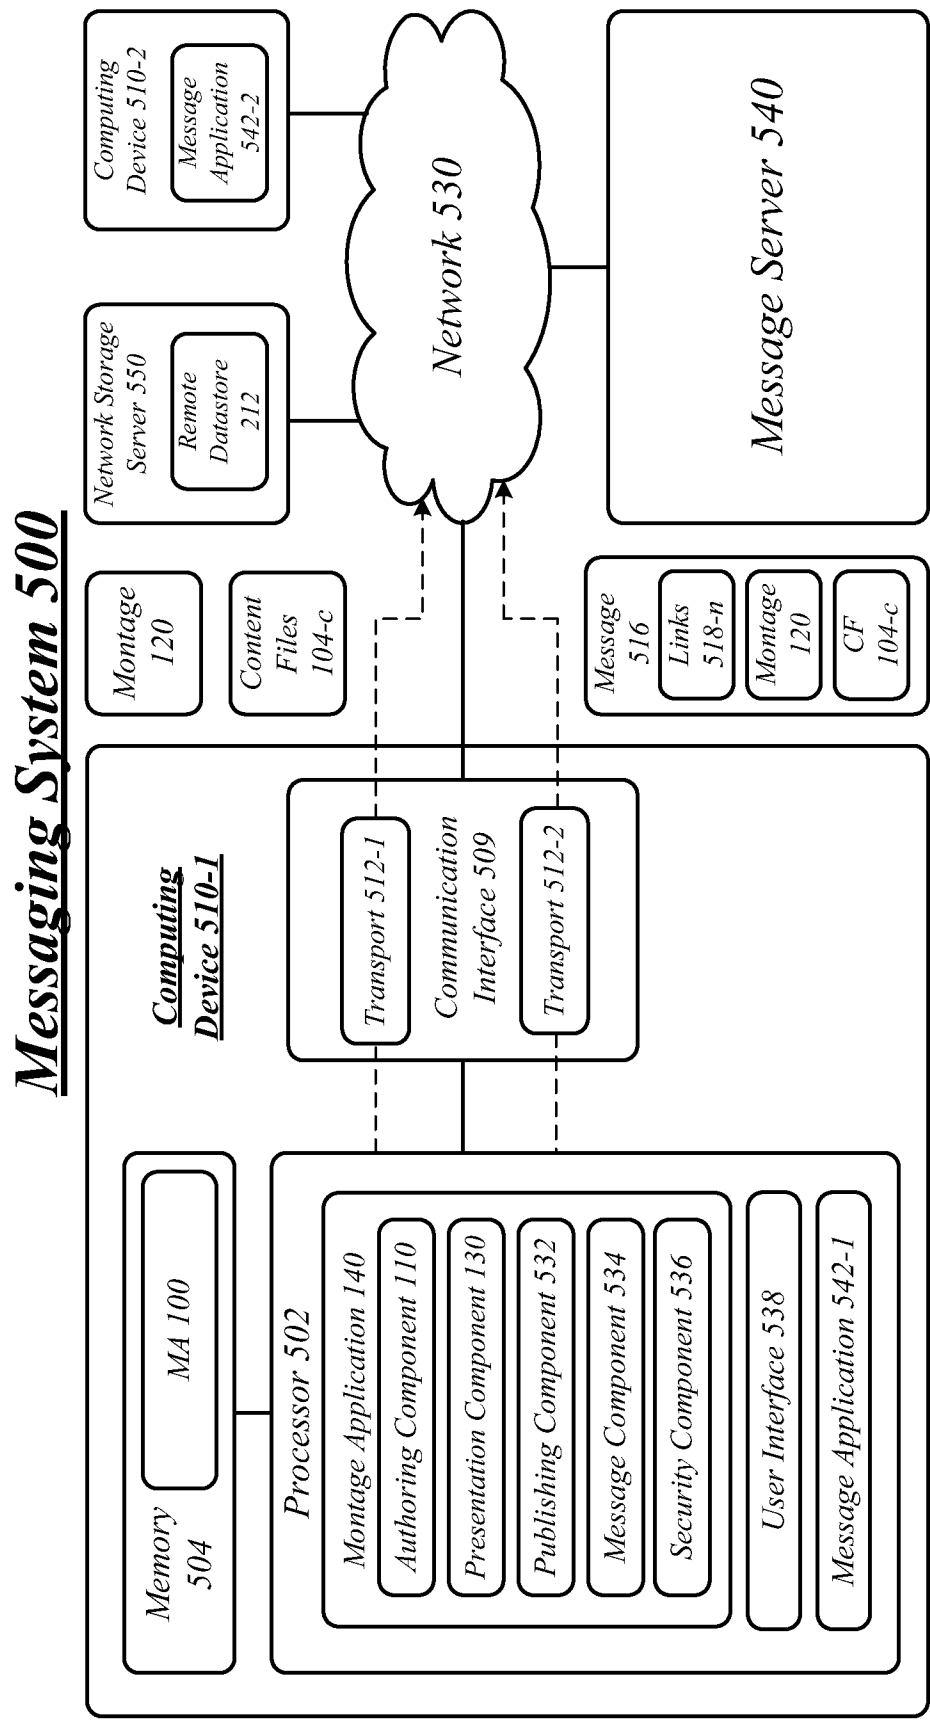 Messaging System 500
Computing
Device 510-1
Memory
504
MA 100
Processor 502
Montage Application 140
Authoring Component 110
Presentation Component 130
Publishing Component 532
Message Component 534
Security Component 536
User Interface 538
Message Application 542-1
Transport 512-1
Communication
Interface 509
Transport 512-2
Montage
120
Content
Files
104-c
Message
516
Links
518-n
Montage
120
CF
104-c
Network Storage
Server 550
Remote
Datastore
212
Computing
Device 510-2
Message
Application
542-2
Network 530
Message Server 540